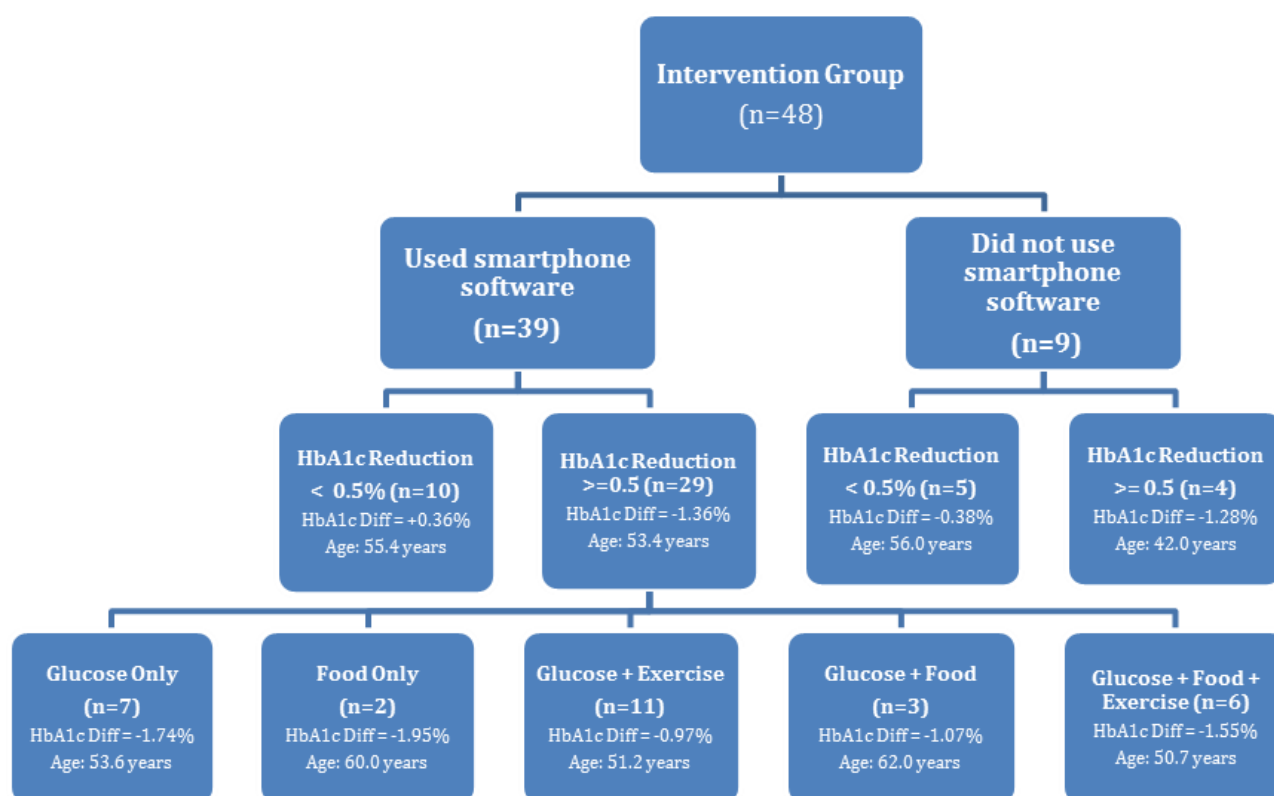 Intervention Group
(n=48)
Used smartphone
software
(n=39)
Did not use
smartphone
software
(n=9)
HbA1c Reduction
< 0.5% (n=10)
HbA1c Diff = +0.36%
Age: 55.4 years
HbA1c Reduction
>=0.5 (n=29)
HbA1c Diff = -1.36%
Age: 53.4 years
HbA1c Reduction
< 0.5% (n=5)
HbA1c Diff = -0.38%
Age: 56.0 years
HbA1c Reduction
>= 0.5 (n=4)
HbA1c Diff = -1.28%
Age: 42.0 years
Glucose Only
(n=7)
HbA1c Diff = -1.74%
Age: 53.6 years
Food Only
(n=2)
HbA1c Diff = -1.95%
Age: 60.0 years
Glucose + Exercise
(n=11)
HbA1c Diff = -0.97%
Age: 51.2 years
Glucose + Food
(n=3)
HbA1c Diff = -1.07%
Age: 62.0 years
Glucose + Food +
Exercise (n=6)
HbA1c Diff = -1.55%
Age: 50.7 years